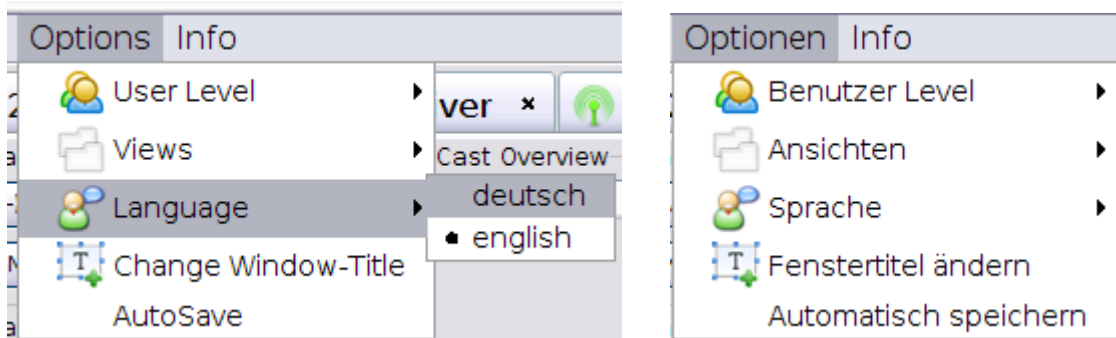 Options Info
User Level
Views
Language
Change Window-Title
AutoSave
ver
Cast Overview
deutsch
english
Optionen Info
Benutzer Level
Ansichten
Sprache
Fenstertitel ändern
Automatisch speichern